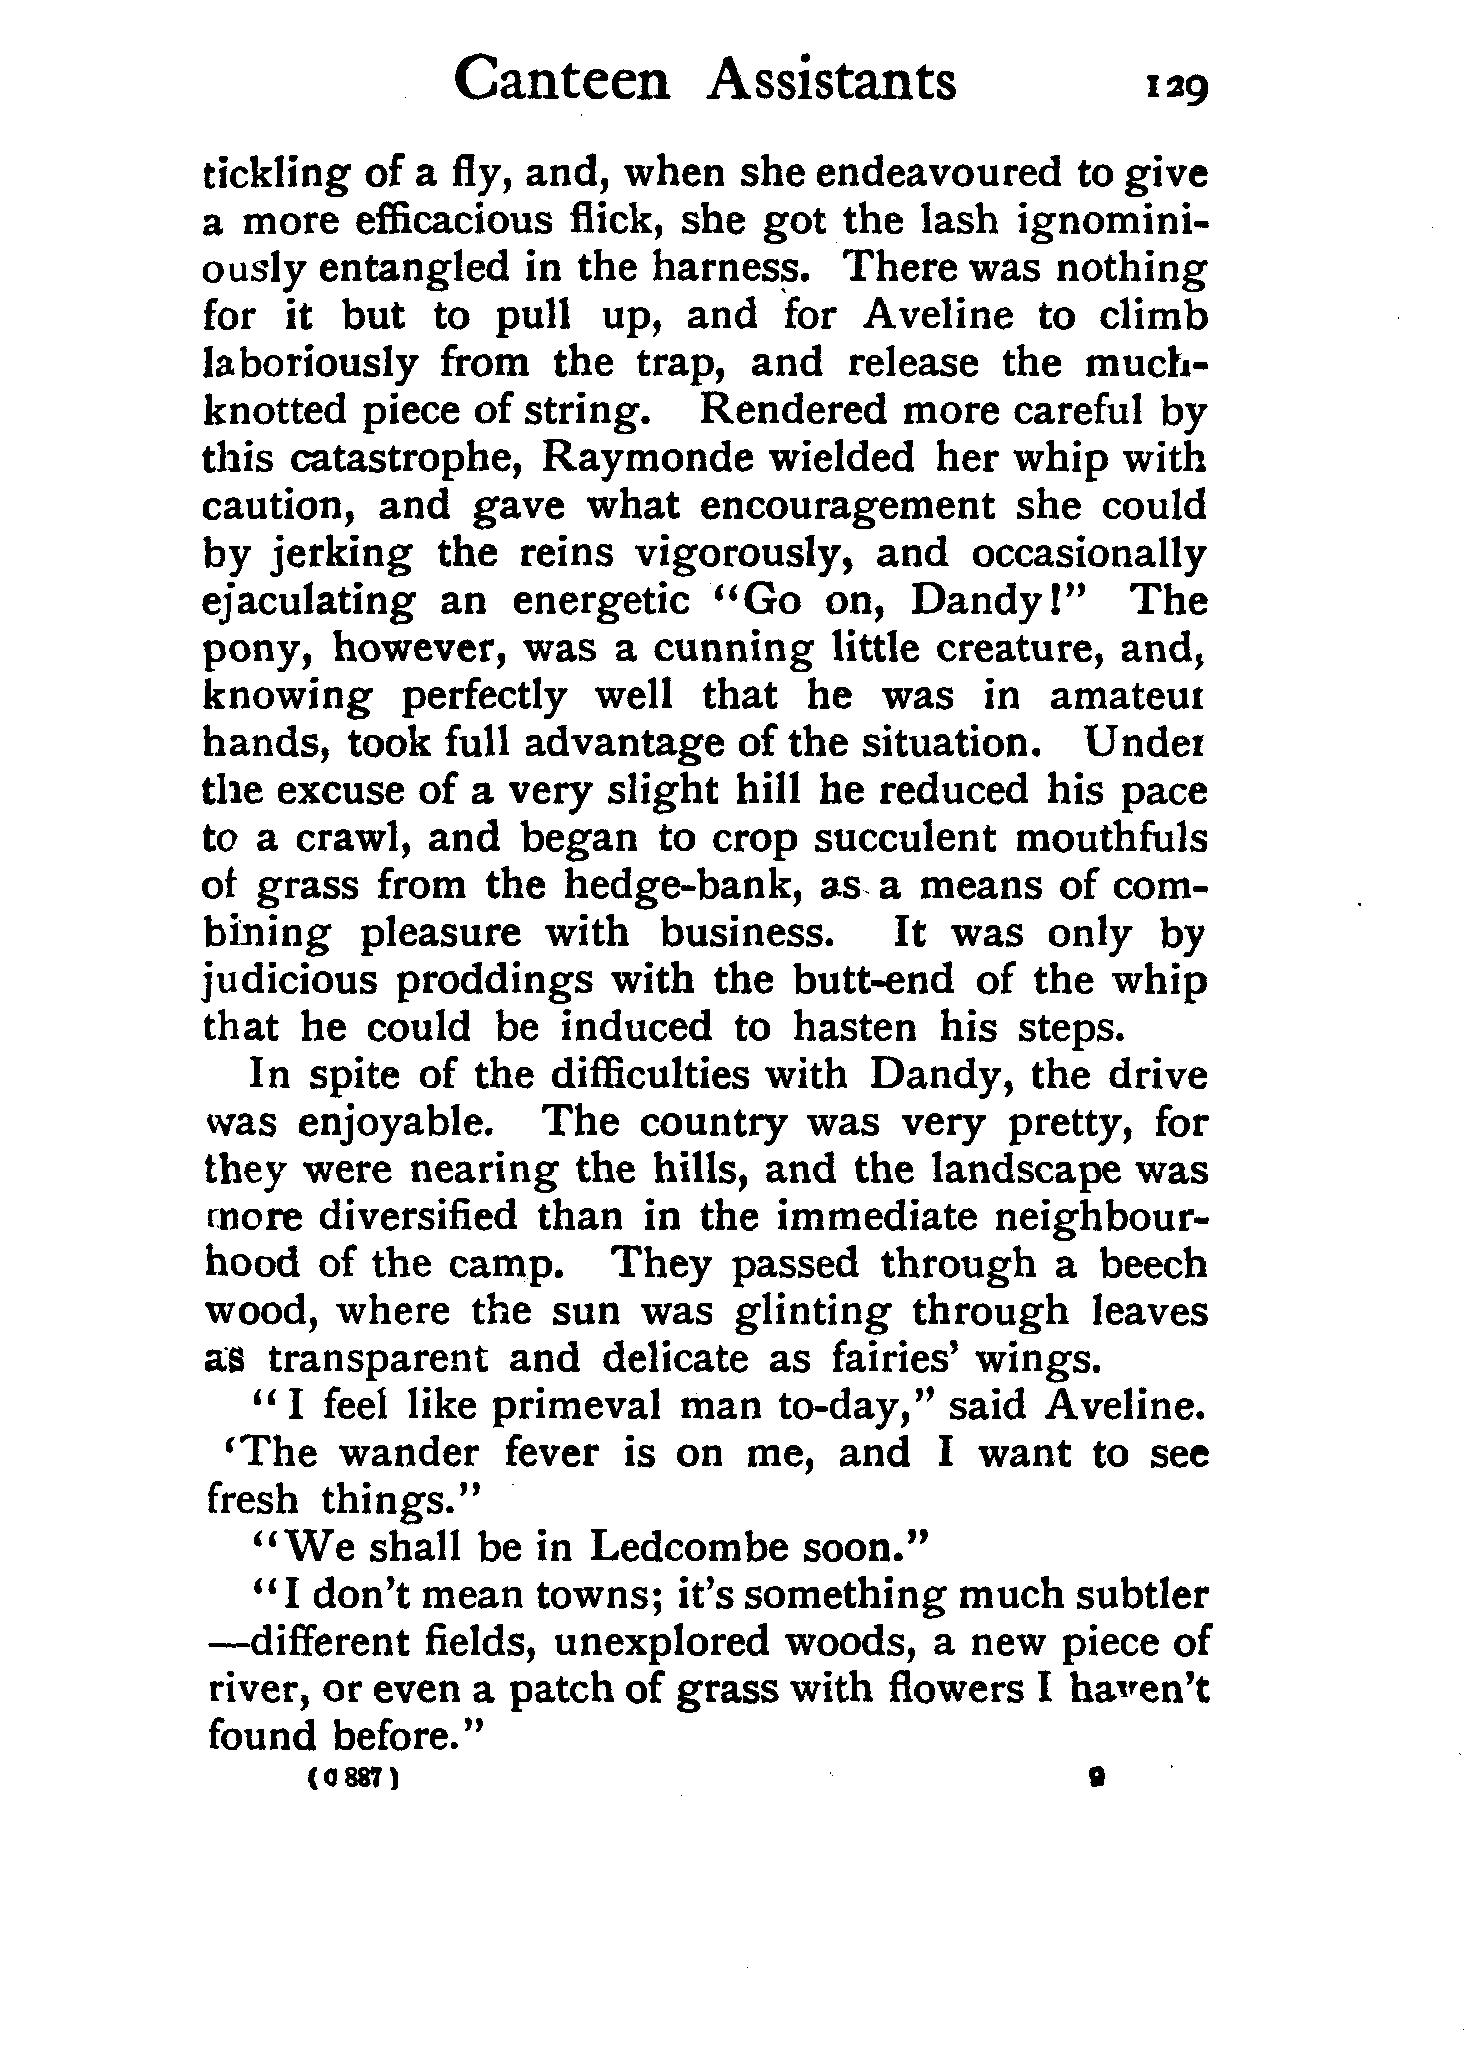 Canteen Assistants 129
tickling of a fly, and, when she endeavoured to give
a more efficacious flick, she got the lash ignomini-
ously entangled in the harness. There was nothing
for it but to pull up, and for Aveline to climb
laboriously from the trap, and release the much-
knotted piece of string. Rendered more careful by
this catastrophe, Raymonde wielded her whip with
caution, and gave what encouragement she could
by jerking the reins vigorously, and occasionally
ejaculating an energetic "Go on, Dandy!" The
pony, however, was a cunning little creature, and,
knowing perfectly well that he was in amateur
hands, took full advantage of the situation. Under
the excuse of a very slight hill he reduced his pace
to a crawl, and began to crop succulent mouthfuls
of grass from the hedge-bank, as a means of com-
bining pleasure with business. It was only by
judicious proddings with the butt-end of the whip
that he could be induced to hasten his steps.
In spite of the difficulties with Dandy, the drive
was enjoyable. The country was very pretty, for
they were nearing the hills, and the landscape was
more diversified than in the immediate neighbour-
hood of the camp. They passed through a beech
wood, where the sun was glinting through leaves
as transparent and delicate as fairies' wings.
"I feel like primeval man to-day," said Aveline.
'The wander fever is on me, and I want to see
fresh things."
"We shall be in Ledcombe soon."
"I don't mean towns; it's something much subtler
—different fields, unexplored woods, a new piece of
river, or even a patch of grass with flowers I haven't
found before."
(C 887) 9